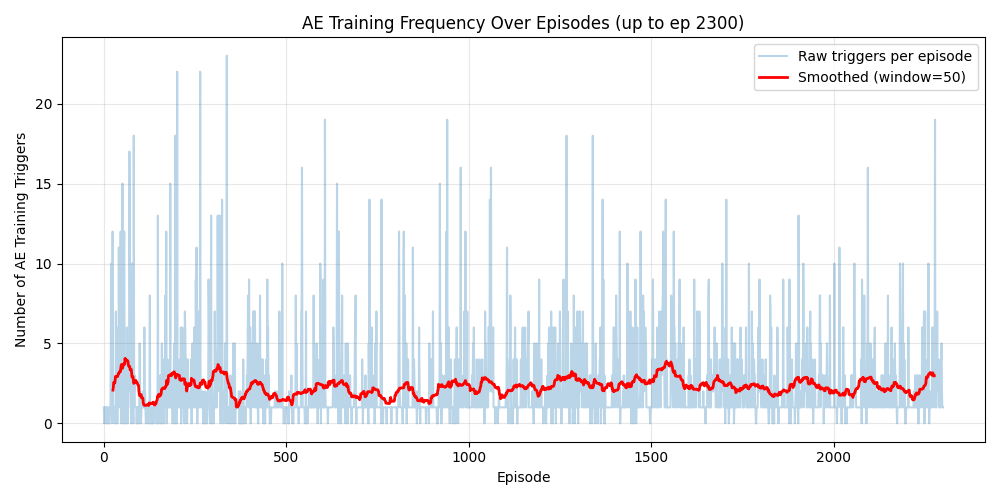 AE Training Frequency Over Episodes (up to ep 2300)
Raw triggers per episode
Smoothed (window=50)
Number of AE Training Triggers
20
15
10
5
0
0 500 1000 1500 2000
Episode